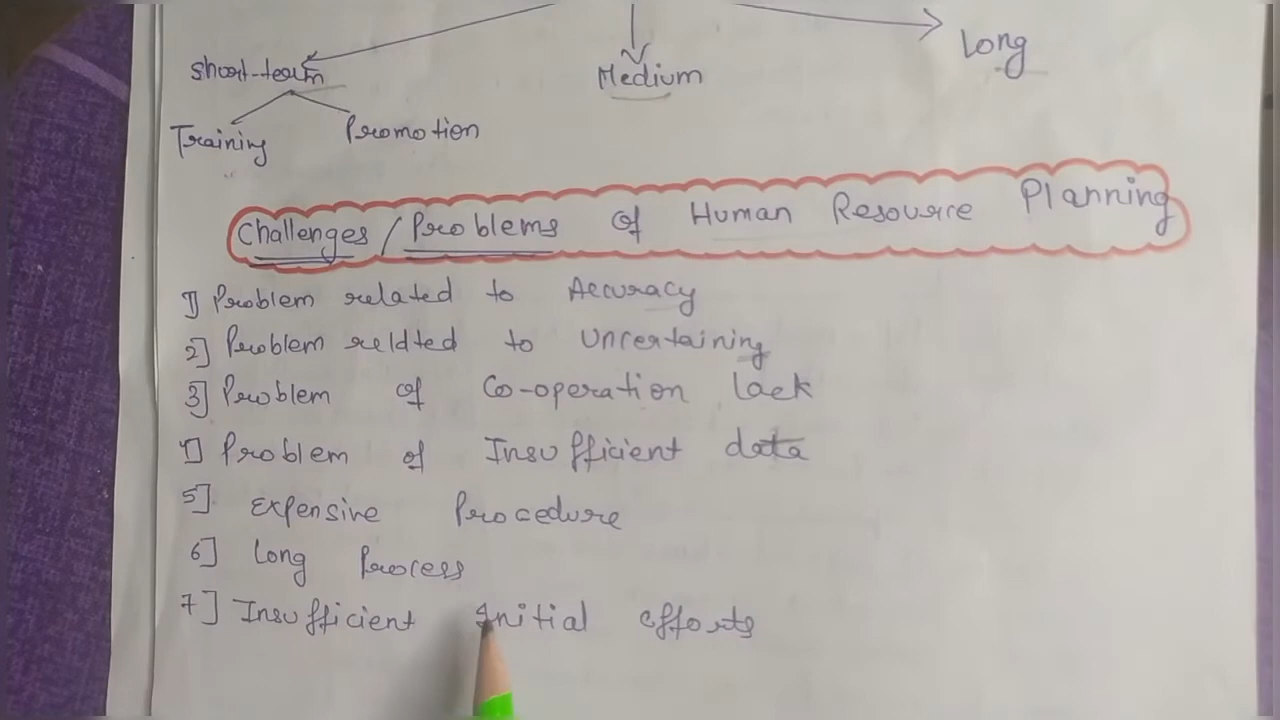 Short-term
Medium
Long
Training
Promotion
Challenges / Problems of Human Resource Planning
1] Problem related to Accuracy
2] Problem reldted to Uncertaining
3] Problem of Co-operation lack
4] Problem of Insufficient data
5] Expensive Procedure
6] Long Process
7] Insufficient Initial efforts